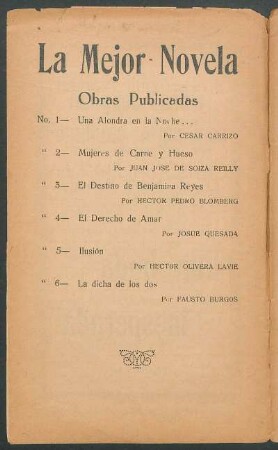 La Mejor Novela
Obras Publicadas
No. 1— Una Alondra en la Noche...
Por CESAR CARRIZO
" 2— Mujeres de Carne y Hueso
Por JUAN JOSE DE SOIZA REILLY
" 3— El Destino de Benjamina Reyes
Por HECTOR PEDRO BLOMBERG
" 4— El Derecho de Amar
Por JOSUE QUESADA
" 5— Ilusión
Por HECTOR OLIVERA LAVIE
" 6— La dicha de los dos
Por FAUSTO BURGOS